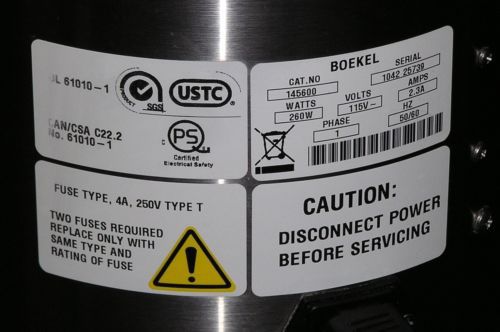 UL 61010-1
SGS
USTC
CAN/CSA C22.2
No. 61010-1
PS
Certified
Electrical Safety
BOEKEL
CAT.NO
145600
SERIAL
1042 25739
WATTS
260W
VOLTS
115V~
AMPS
2.3A
PHASE
1
HZ
50/60
FUSE TYPE, 4A, 250V TYPE T
TWO FUSES REQUIRED
REPLACE ONLY WITH
SAME TYPE AND
RATING OF FUSE
CAUTION:
DISCONNECT POWER
BEFORE SERVICING